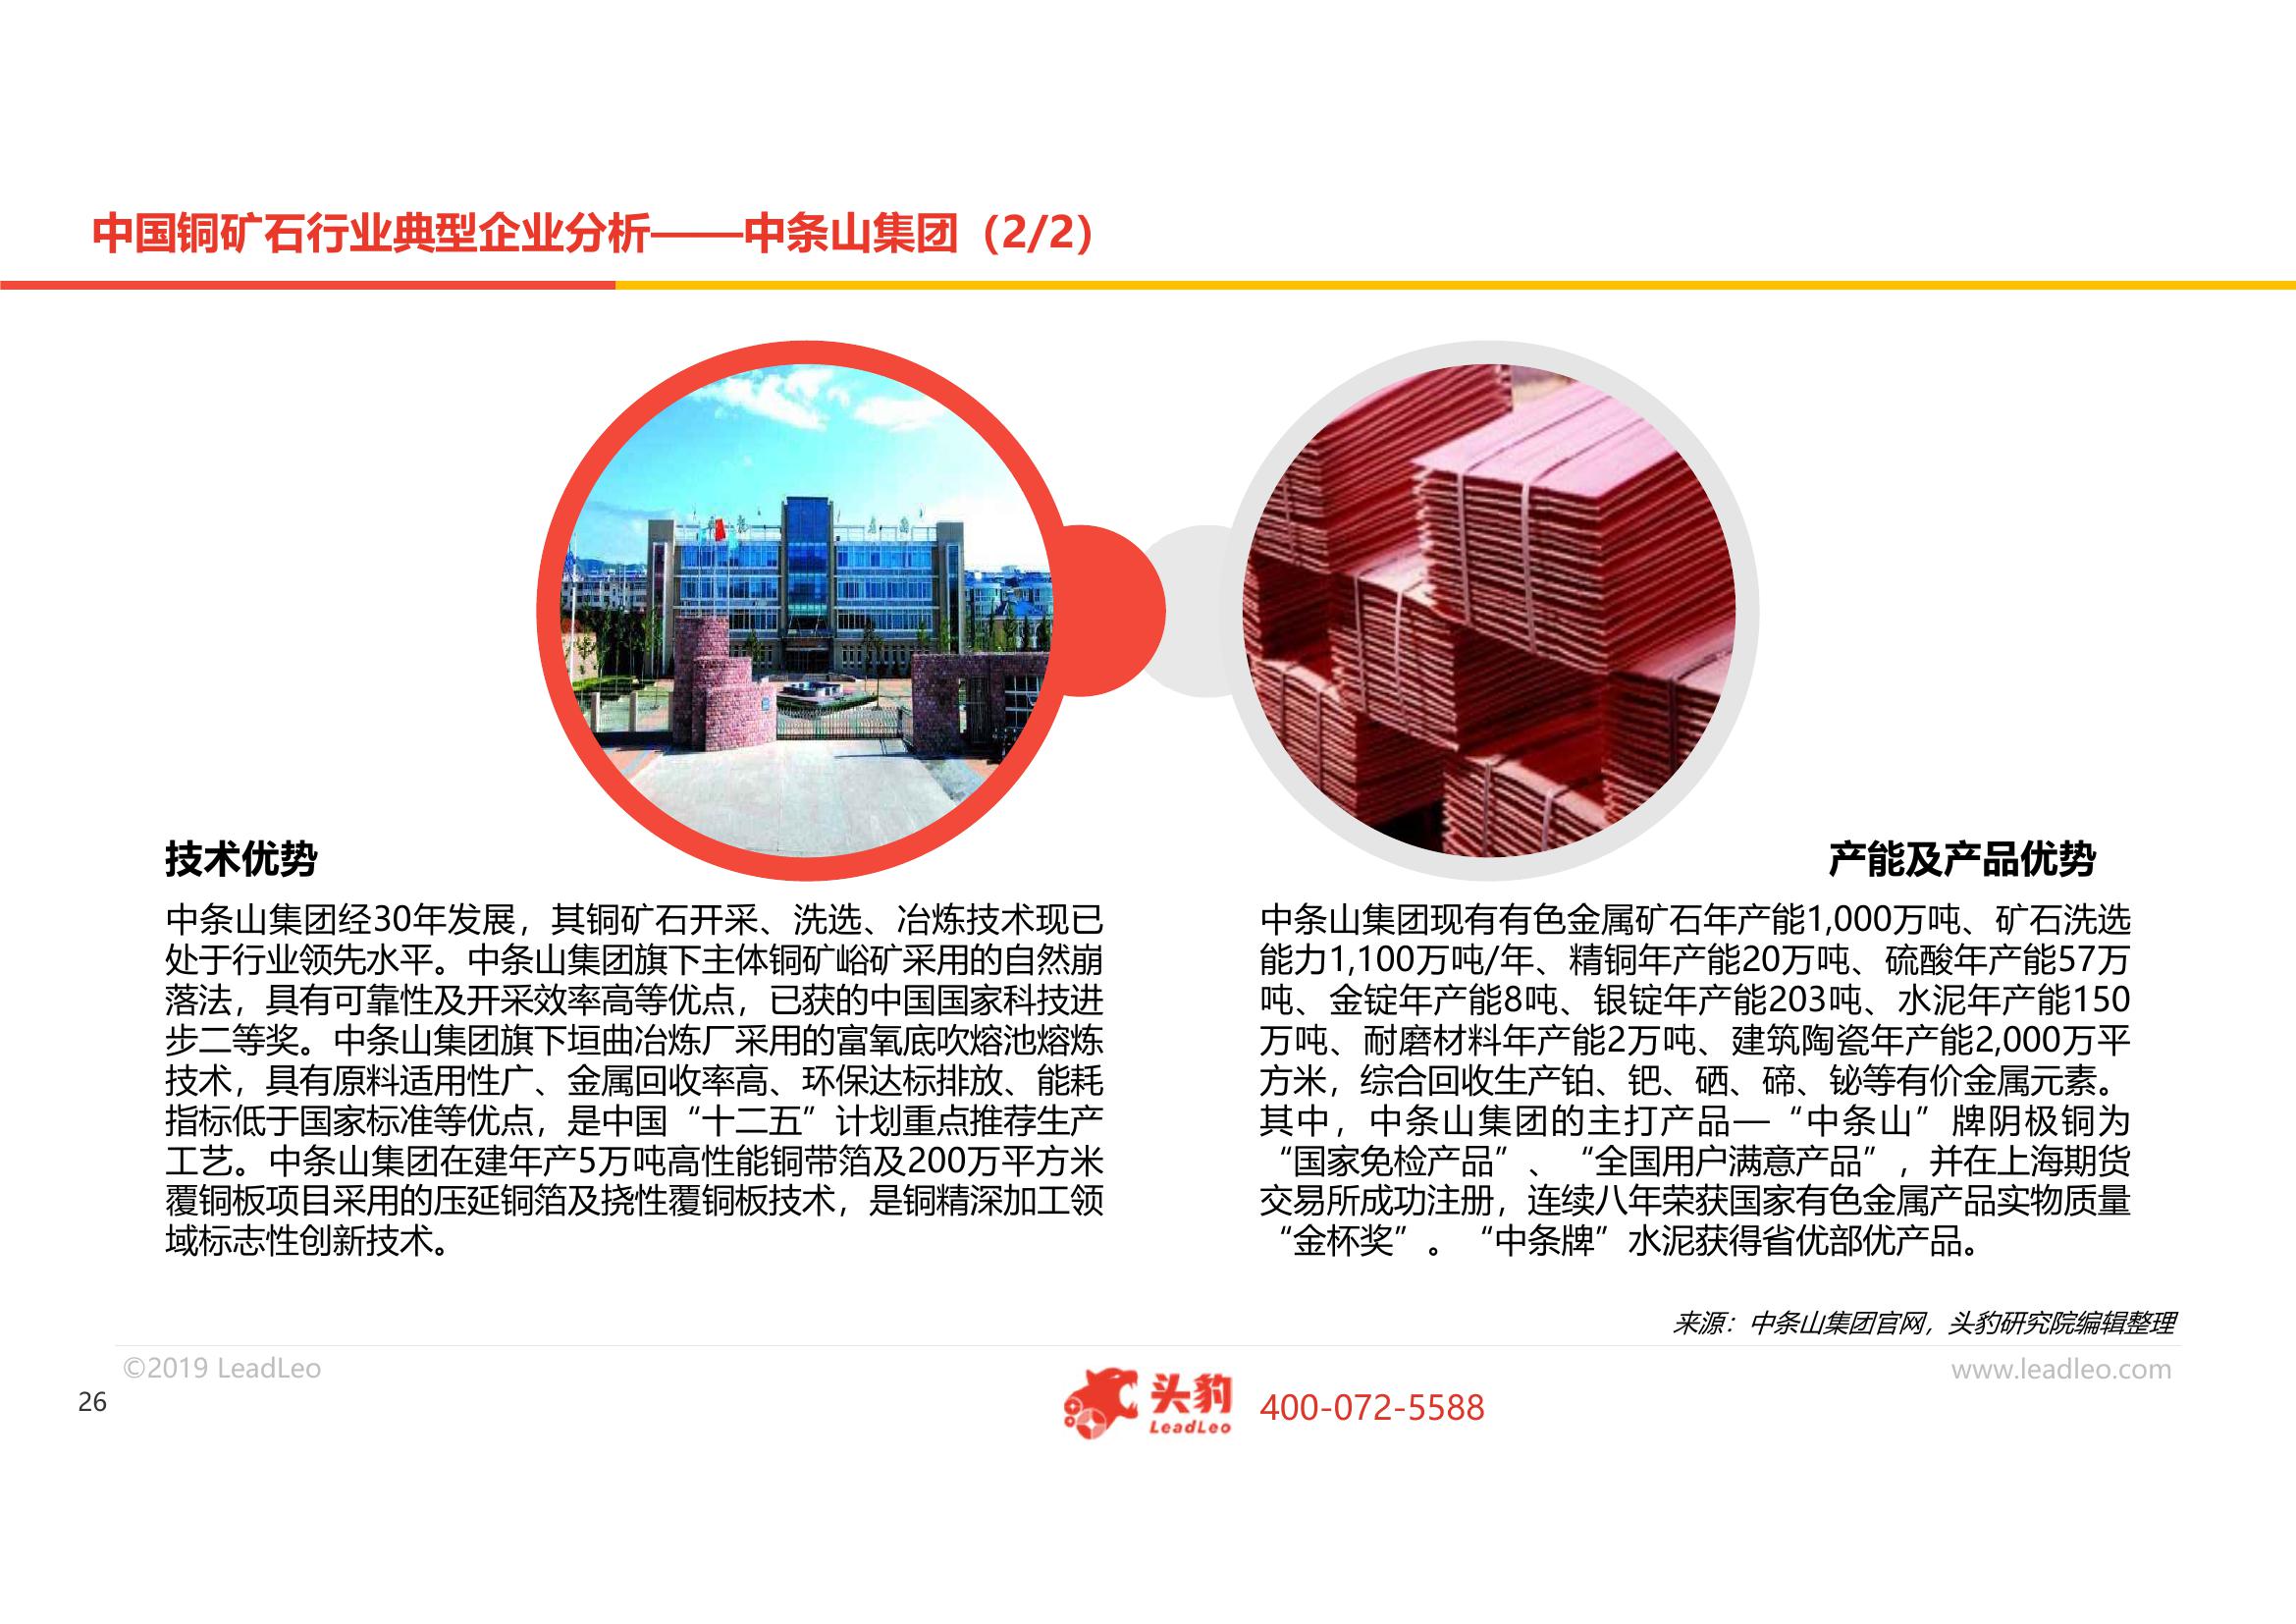 中国铜矿石行业典型企业分析——中条山集团（2/2）
技术优势
中条山集团经30年发展，其铜矿石开采、洗选、冶炼技术现已
处于行业领先水平。中条山集团旗下主体铜矿峪矿采用的自然崩
落法，具有可靠性及开采效率高等优点，已获的中国国家科技进
步二等奖。中条山集团旗下垣曲冶炼厂采用的富氧底吹熔池熔炼
技术，具有原料适用性广、金属回收率高、环保达标排放、能耗
指标低于国家标准等优点，是中国“十二五”计划重点推荐生产
工艺。中条山集团在建年产5万吨高性能铜带箔及200万平方米
覆铜板项目采用的压延铜箔及挠性覆铜板技术，是铜精深加工领
域标志性创新技术。
产能及产品优势
中条山集团现有有色金属矿石年产能1,000万吨、矿石洗选
能力1,100万吨/年、精铜年产能20万吨、硫酸年产能57万
吨、金锭年产能8吨、银锭年产能203吨、水泥年产能150
万吨、耐磨材料年产能2万吨、建筑陶瓷年产能2,000万平
方米，综合回收生产铂、钯、硒、碲、铋等有价金属元素。
其中，中条山集团的主打产品—“中条山”牌阴极铜为
“国家免检产品”、“全国用户满意产品”，并在上海期货
交易所成功注册，连续八年荣获国家有色金属产品实物质量
“金杯奖”。“中条牌”水泥获得省优部优产品。
来源：中条山集团官网，头豹研究院编辑整理
©2019 LeadLeo
www.leadleo.com
26
头豹
LeadLeo
400-072-5588